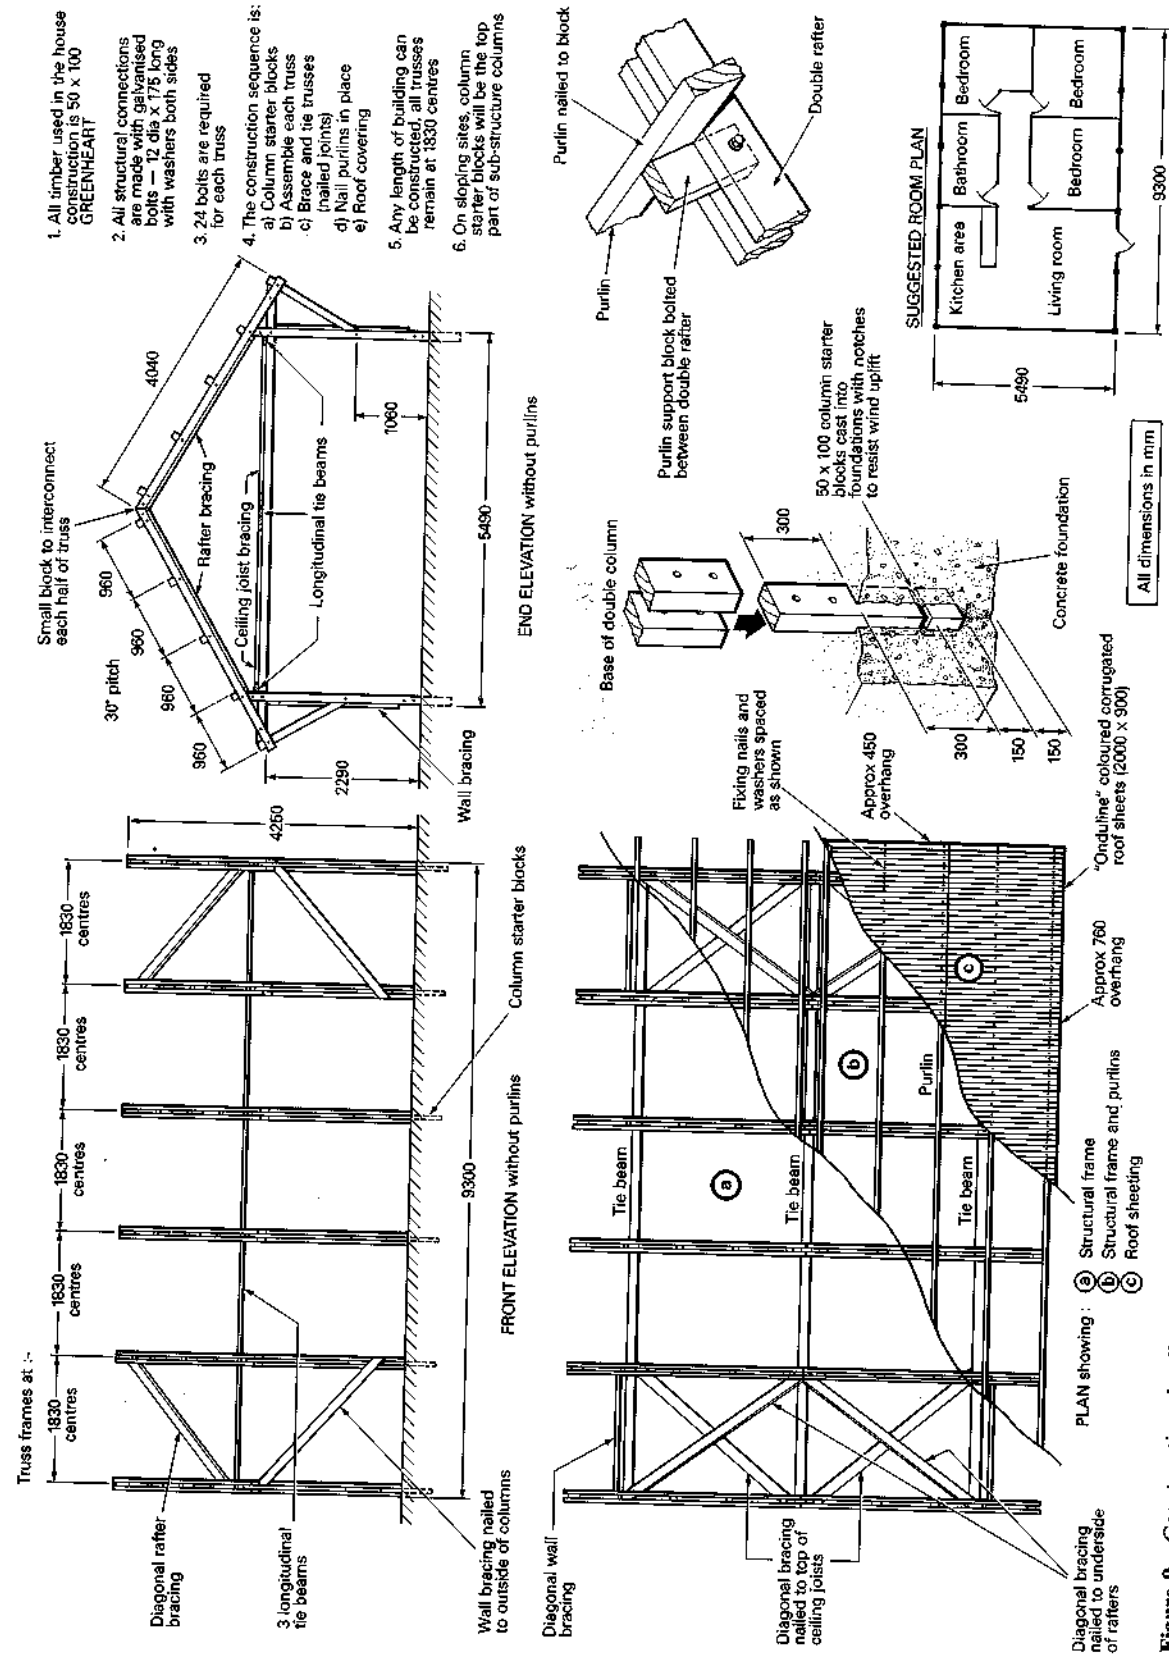 Truss frames at :-
1830
centres
1830
centres
1830
centres
1830
centres
1830
centres
4250
Diagonal rafter
bracing
3 longitudinal
tie beams
Wall bracing nailed
to outside of columns
9300
Column starter blocks
FRONT ELEVATION without purlins
Small block to interconnect
each half of truss
30° pitch
960
960
960
960
4040
Rafter bracing
Ceiling joist bracing
Longitudinal tie beams
2290
1060
Wall bracing
5490
END ELEVATION without purlins
1. All timber used in the house
construction is 50 x 100
GREENHEART
2. All structural connections
are made with galvanised
bolts — 12 dia x 175 long
with washers both sides
3. 24 bolts are required
for each truss
4. The construction sequence is:
a) Column starter blocks
b) Assemble each truss
c) Brace and tie trusses
(nailed joints)
d) Nail purlins in place
e) Roof covering
5. Any length of building can
be constructed, all trusses
remain at 1830 centres
6. On sloping sites, column
starter blocks will be the top
part of sub-structure columns
Diagonal wall
bracing
Diagonal bracing
nailed to top of
ceiling joists
Diagonal bracing
nailed to underside
of rafters
Tie beam
Tie beam
Tie beam
Purlin
a
b
c
Fixing nails and
washers spaced
as shown
Approx 450
overhang
Approx 760
overhang
"Onduline" coloured corrugated
roof sheets (2000 x 900)
PLAN showing :
a Structural frame
b Structural frame and purlins
c Roof sheeting
Base of double column
300
50 x 100 column starter
blocks cast into
foundations with notches
to resist wind uplift
300
150
150
Concrete foundation
Purlin nailed to block
Purlin
Purlin support block bolted
between double rafter
Double rafter
SUGGESTED ROOM PLAN
Kitchen area
Bathroom
Bedroom
Living room
Bedroom
Bedroom
5490
9300
All dimensions in mm